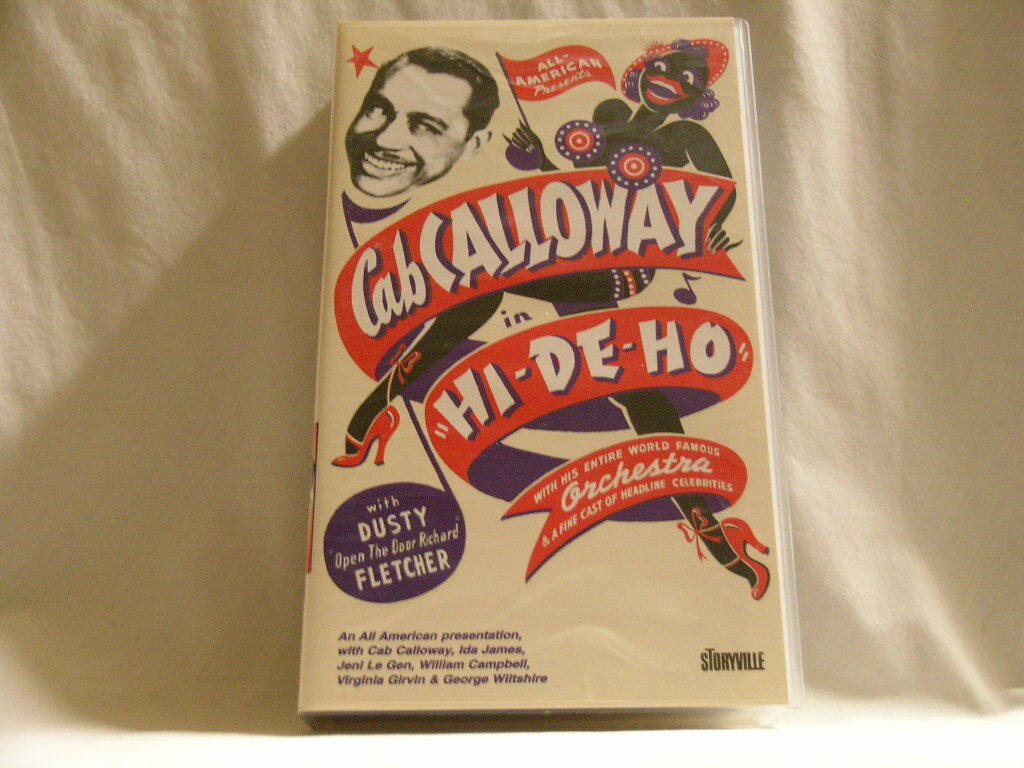 ALL-
AMERICAN
Presents
Cab CALLOWAY
in
"HI-DE-HO"
WITH HIS ENTIRE WORLD FAMOUS
Orchestra
& A FINE CAST OF HEADLINE CELEBRITIES
with
DUSTY
"Open The Door Richard"
FLETCHER
An All American presentation,
with Cab Calloway, Ida James,
Jeni Le Gen, William Campbell,
Virginia Girvin & George Wiltshire
STORYVILLE